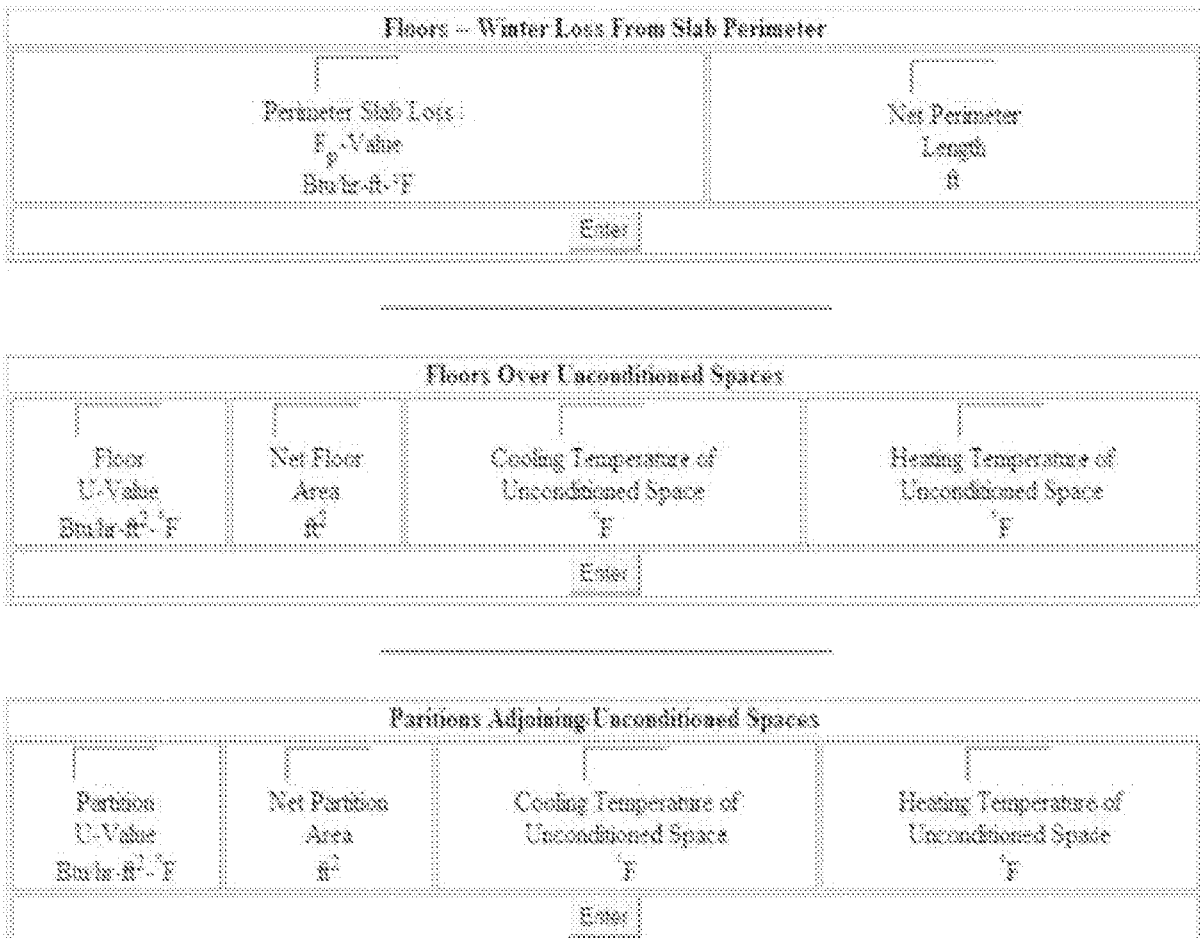 Floors -- Winter Loss From Slab Perimeter
Perimeter Slab Loss
Fp-Value
Btu/hr-ft-°F
Net Perimeter
Length
ft
Enter
Floors Over Unconditioned Spaces
Floor
U-Value
Btu/hr-ft²-°F
Net Floor
Area
ft²
Cooling Temperature of
Unconditioned Space
°F
Heating Temperature of
Unconditioned Space
°F
Enter
Paritions Adjoining Unconditioned Spaces
Partition
U-Value
Btu/hr-ft²-°F
Net Partition
Area
ft²
Cooling Temperature of
Unconditioned Space
°F
Heating Temperature of
Unconditioned Space
°F
Enter